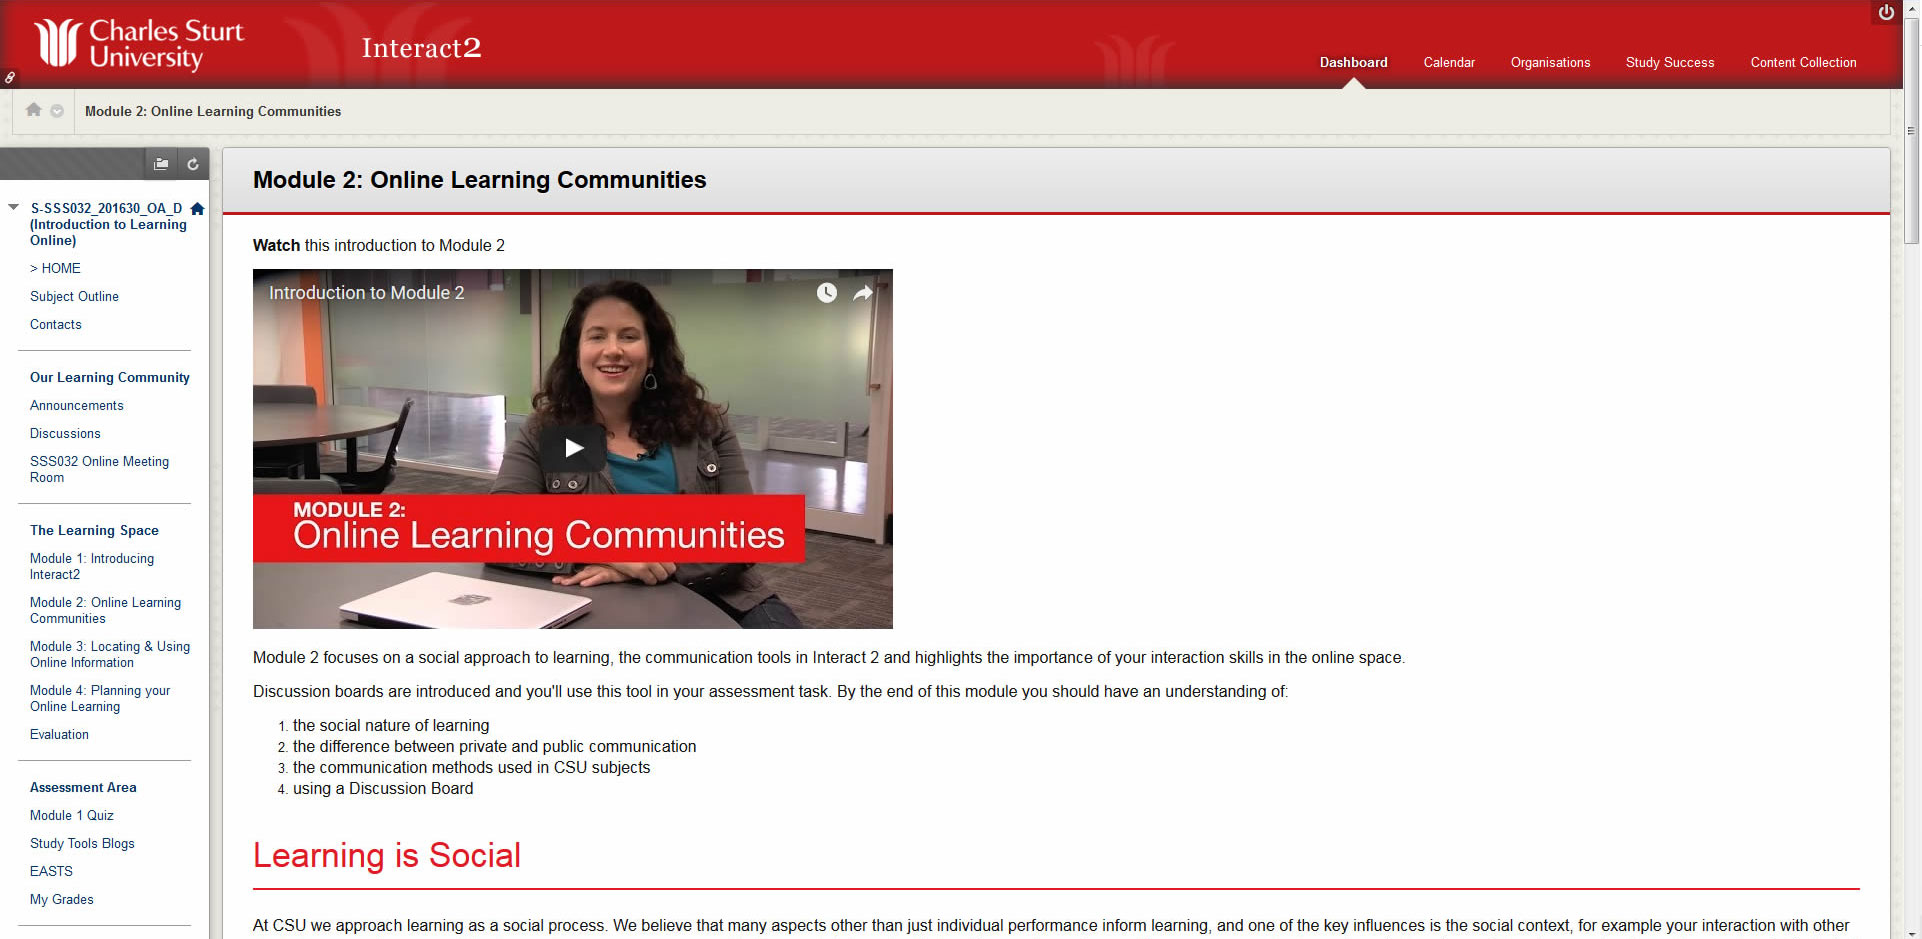 Charles Sturt
University
Interact2
Dashboard
Calendar
Organisations
Study Success
Content Collection
Module 2: Online Learning Communities
S-SSS032_201630_OA_D
(Introduction to Learning
Online)
> HOME
Subject Outline
Contacts
Our Learning Community
Announcements
Discussions
SSS032 Online Meeting
Room
The Learning Space
Module 1: Introducing
Interact2
Module 2: Online Learning
Communities
Module 3: Locating & Using
Online Information
Module 4: Planning your
Online Learning
Evaluation
Assessment Area
Module 1 Quiz
Study Tools Blogs
EASTS
My Grades
Module 2: Online Learning Communities
Watch this introduction to Module 2
Introduction to Module 2
MODULE 2:
Online Learning Communities
Module 2 focuses on a social approach to learning, the communication tools in Interact 2 and highlights the importance of your interaction skills in the online space.
Discussion boards are introduced and you'll use this tool in your assessment task. By the end of this module you should have an understanding of:
1. the social nature of learning
2. the difference between private and public communication
3. the communication methods used in CSU subjects
4. using a Discussion Board
Learning is Social
At CSU we approach learning as a social process. We believe that many aspects other than just individual performance inform learning, and one of the key influences is the social context, for example your interaction with other